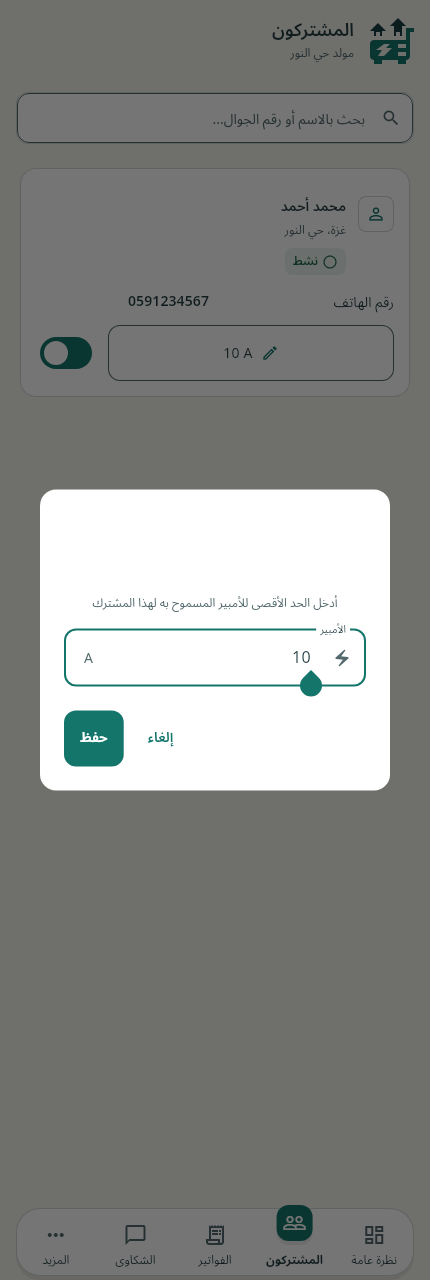 المشتركون
مولد حي النور
بحث بالاسم أو رقم الجوال...
محمد أحمد
غزة، حي النور
نشط
رقم الهاتف 0591234567
10 A
أدخل الحد الأقصى للأمبير المسموح به لهذا المشترك
الأمبير
10 A
إلغاء
حفظ
نظرة عامة
المشتركون
الفواتير
الشكاوى
المزيد